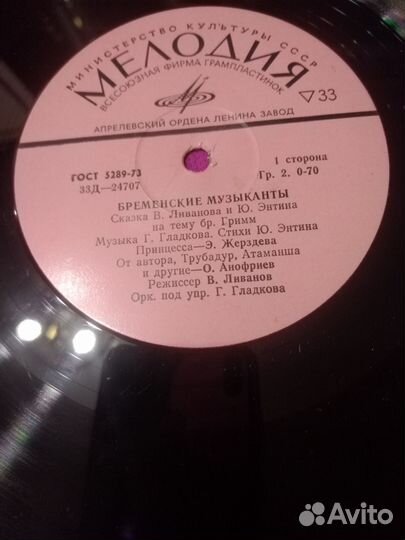 МИНИСТЕРСТВО КУЛЬТУРЫ СССР
МЕЛОДИЯ
ВСЕСОЮЗНАЯ ФИРМА ГРАМПЛАСТИНОК
33
АПРЕЛЕВСКИЙ ОРДЕНА ЛЕНИНА ЗАВОД
ГОСТ 5289-73
33Д—24707
1 сторона
Гр. 2. 0-70
БРЕМЕНСКИЕ МУЗЫКАНТЫ
Сказка В. Ливанова и Ю. Энтина
на тему бр. Гримм
Музыка Г. Гладкова. Стихи Ю. Энтина
Принцесса—Э. Жерздева
От автора, Трубадур, Атаманша
и другие—О. Анофриев
Режиссер В. Ливанов
Орк. под упр. Г. Гладкова
Avito